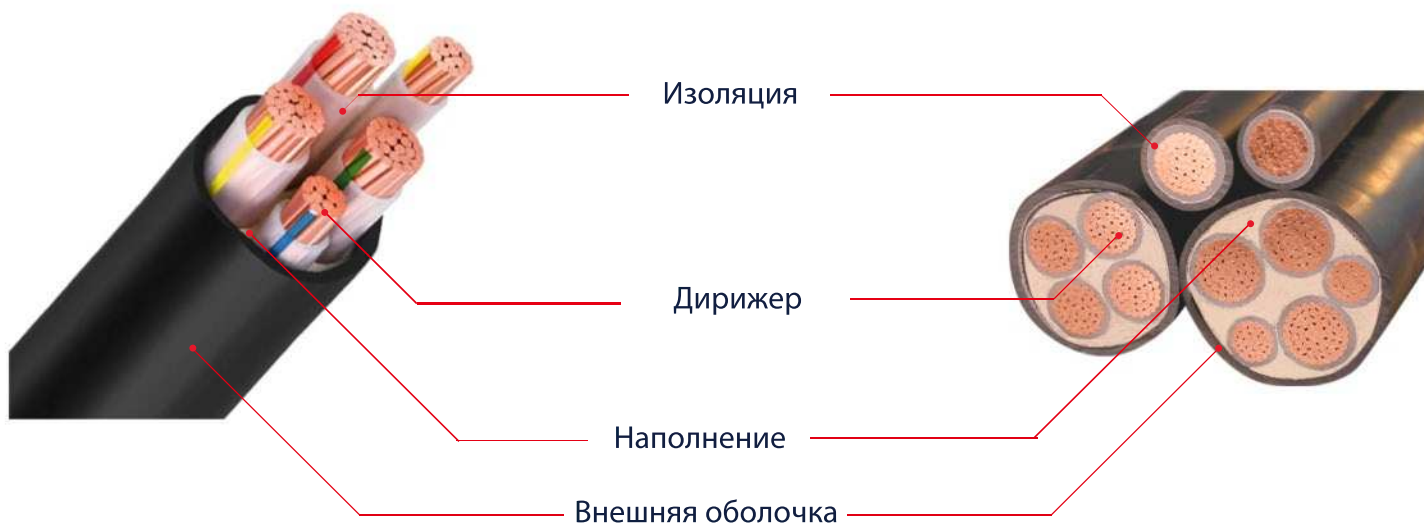 Изоляция
Дирижер
Наполнение
Внешняя оболочка